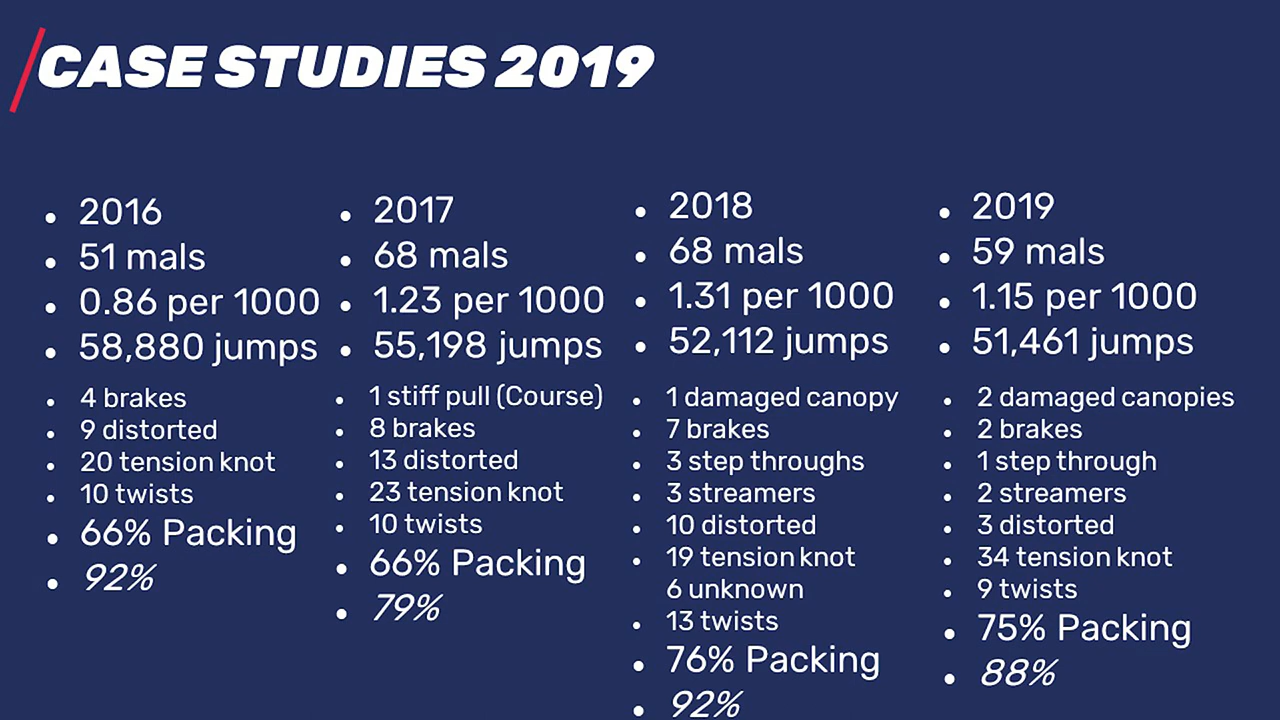 CASE STUDIES 2019
2016
51 mals
0.86 per 1000
58,880 jumps
4 brakes
9 distorted
20 tension knot
10 twists
66% Packing
92%
2017
68 mals
1.23 per 1000
55,198 jumps
1 stiff pull (Course)
8 brakes
13 distorted
23 tension knot
10 twists
66% Packing
79%
2018
68 mals
1.31 per 1000
52,112 jumps
1 damaged canopy
7 brakes
3 step throughs
3 streamers
10 distorted
19 tension knot
6 unknown
13 twists
76% Packing
92%
2019
59 mals
1.15 per 1000
51,461 jumps
2 damaged canopies
2 brakes
1 step through
2 streamers
3 distorted
34 tension knot
9 twists
75% Packing
88%